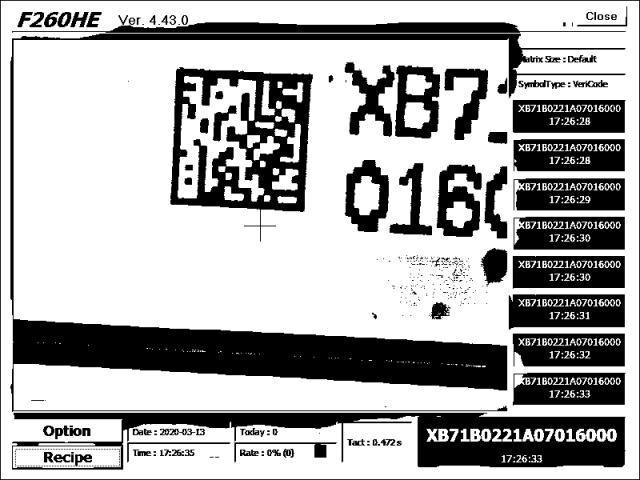 F260HE Ver. 4.43.0
Close
Matrix Size : Default
SymbolType : VeriCode
XB7
016
XB71B0221A07016000
17:26:28
XB71B0221A07016000
17:26:28
XB71B0221A07016000
17:26:29
XB71B0221A07016000
17:26:30
XB71B0221A07016000
17:26:30
XB71B0221A07016000
17:26:31
XB71B0221A07016000
17:26:32
XB71B0221A07016000
17:26:33
Option
Recipe
Date : 2020-03-13
Time : 17:26:35
Today : 0
Rate : 0% (0)
Tact : 0.472 s
XB71B0221A07016000
17:26:33